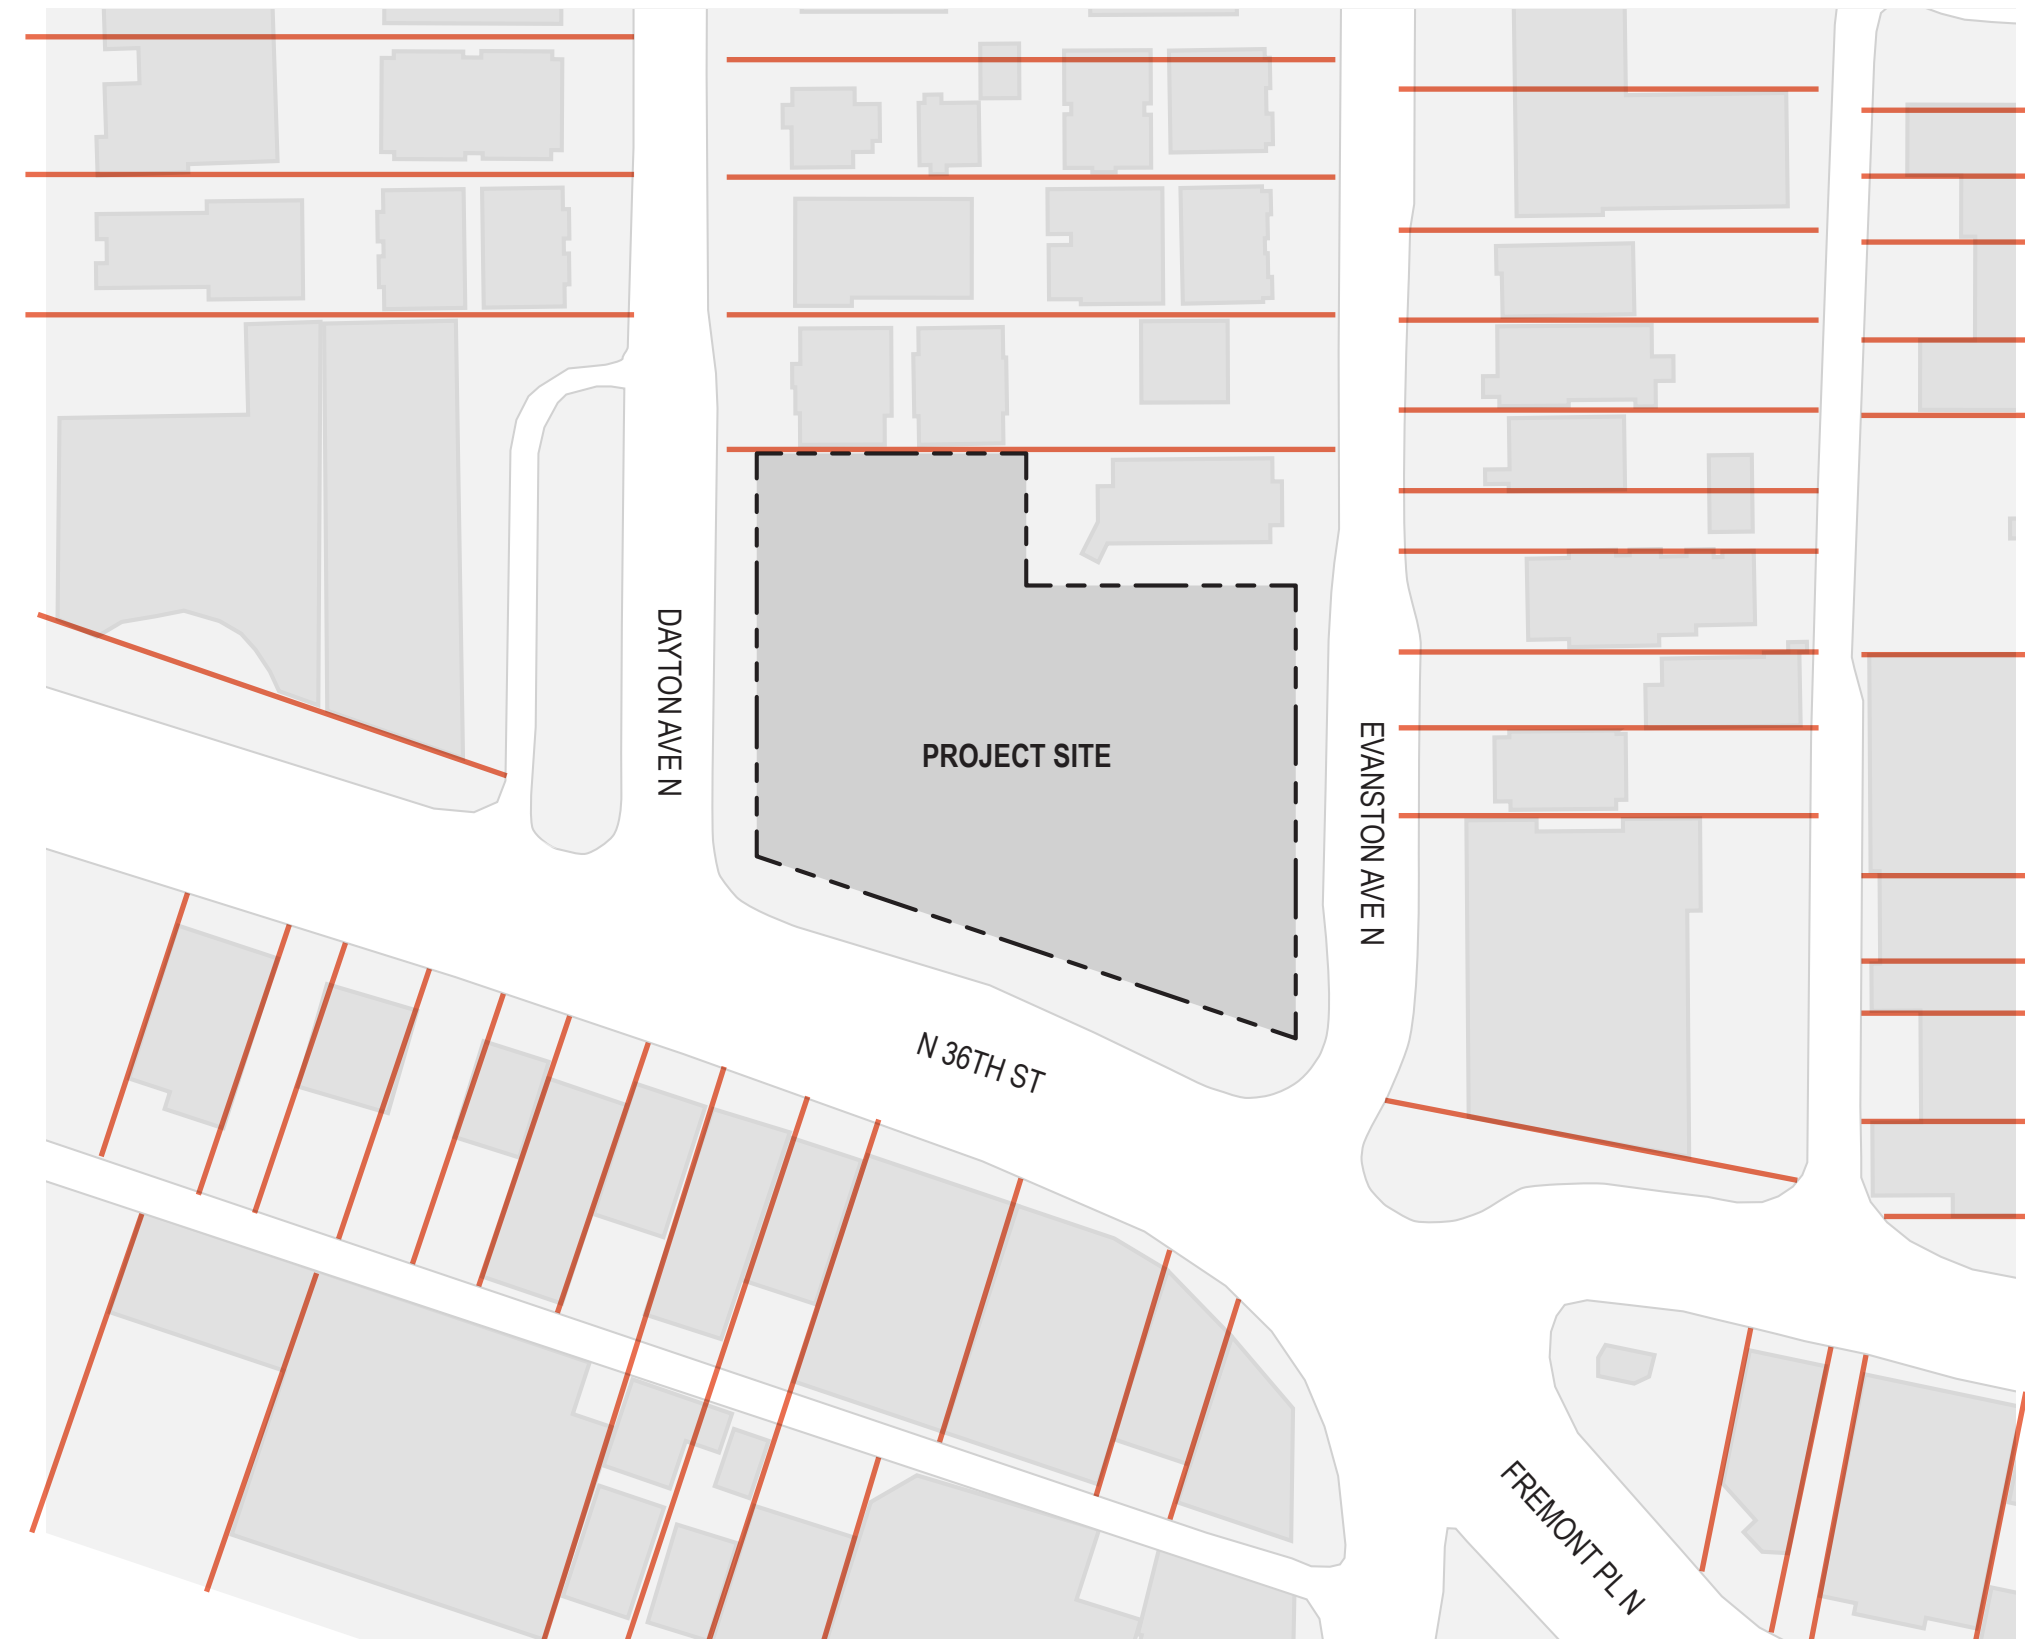 DAYTON AVE N
PROJECT SITE
EVANSTON AVE N
N 36TH ST
FREMONT PL N